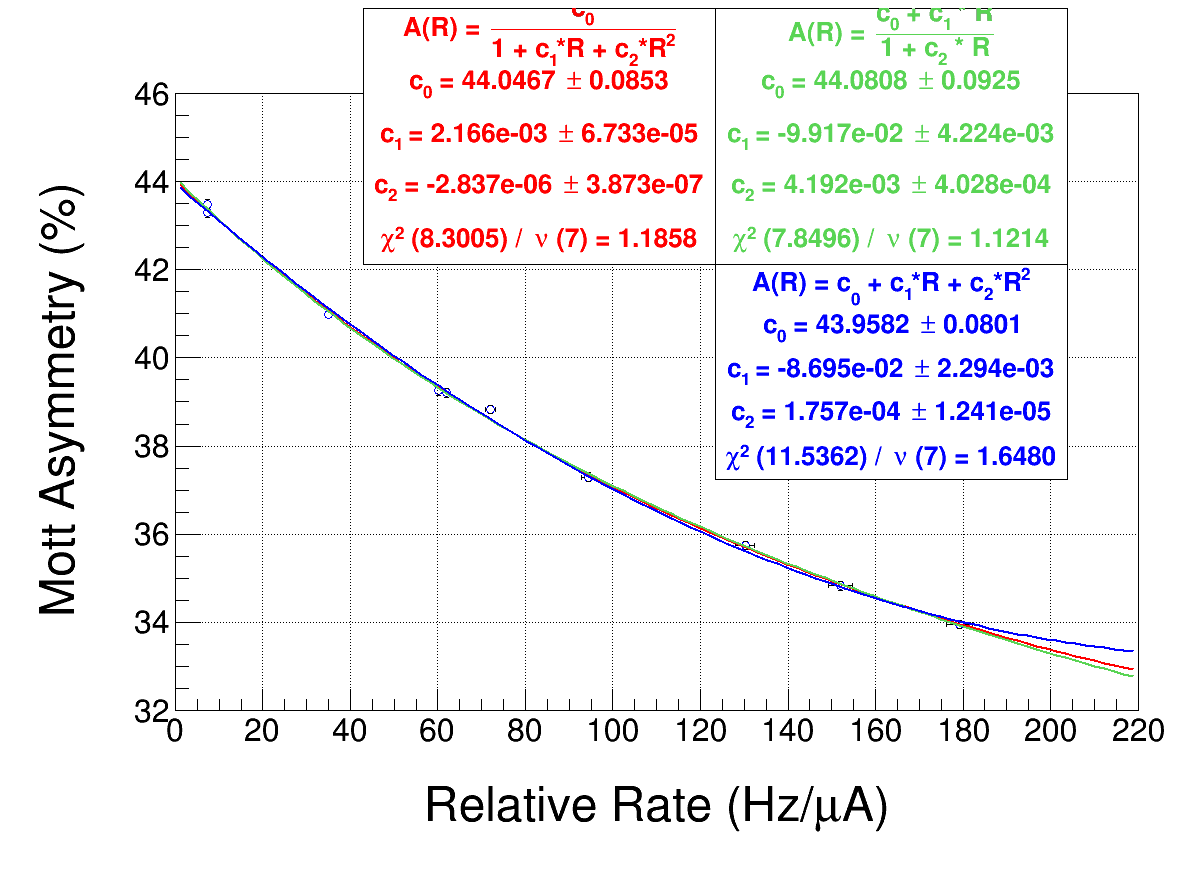 A(R) = c0 / 1 + c1*R + c2*R²
c0 = 44.0467 ± 0.0853
c1 = 2.166e-03 ± 6.733e-05
c2 = -2.837e-06 ± 3.873e-07
χ² (8.3005) / ν (7) = 1.1858
A(R) = c0 + c1 * R / 1 + c2 * R
c0 = 44.0808 ± 0.0925
c1 = -9.917e-02 ± 4.224e-03
c2 = 4.192e-03 ± 4.028e-04
χ² (7.8496) / ν (7) = 1.1214
A(R) = c0 + c1*R + c2*R²
c0 = 43.9582 ± 0.0801
c1 = -8.695e-02 ± 2.294e-03
c2 = 1.757e-04 ± 1.241e-05
χ² (11.5362) / ν (7) = 1.6480
Mott Asymmetry (%)
46
44
42
40
38
36
34
32
0 20 40 60 80 100 120 140 160 180 200 220
Relative Rate (Hz/μA)